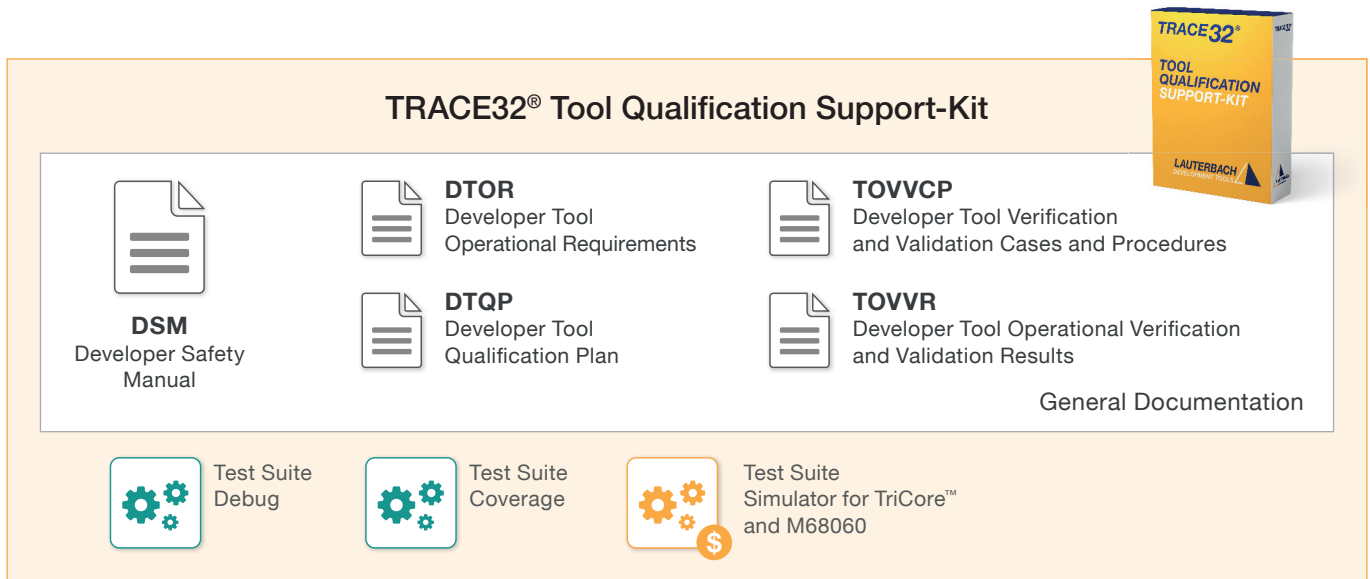 TRACE32®
TOOL
QUALIFICATION
SUPPORT-KIT
LAUTERBACH
DEVELOPMENT TOOLS
TRACE32® Tool Qualification Support-Kit
DSM
Developer Safety
Manual
DTOR
Developer Tool
Operational Requirements
DTQP
Developer Tool
Qualification Plan
TOVVCP
Developer Tool Verification
and Validation Cases and Procedures
TOVVR
Developer Tool Operational Verification
and Validation Results
General Documentation
Test Suite
Debug
Test Suite
Coverage
$
Test Suite
Simulator for TriCore™
and M68060